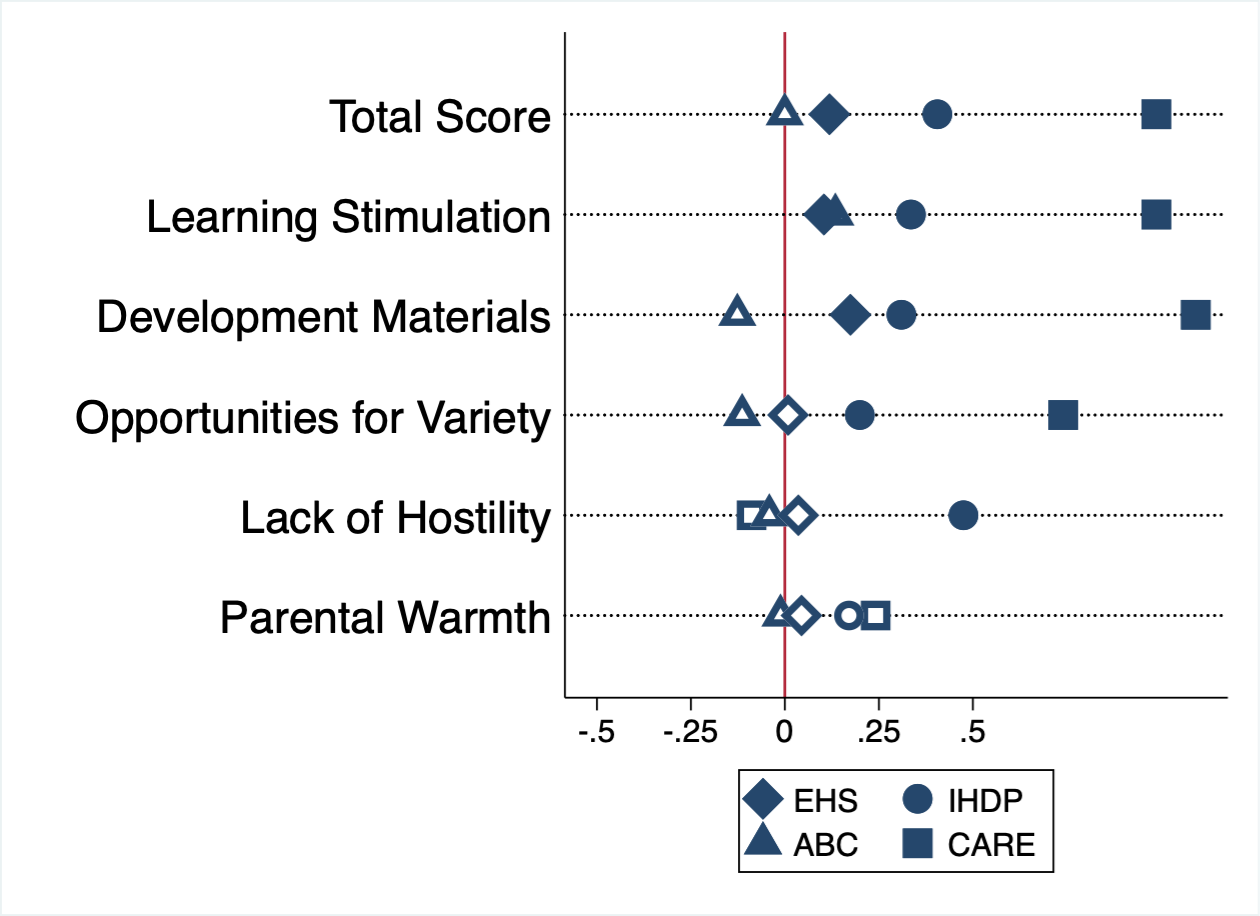 Total Score
Learning Stimulation
Development Materials
Opportunities for Variety
Lack of Hostility
Parental Warmth
-.5 -.25 0 .25 .5
EHS IHDP
ABC CARE